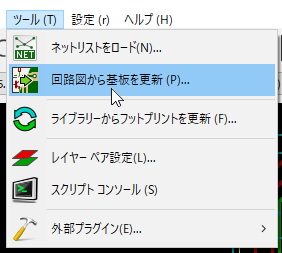 ツール (T) 設定 (r) ヘルプ (H)
ネットリストをロード(N)...
NET
回路図から基板を更新 (P)...
ライブラリーからフットプリントを更新 (F)...
レイヤー ペア設定(L)...
スクリプト コンソール (S)
外部プラグイン(E)...